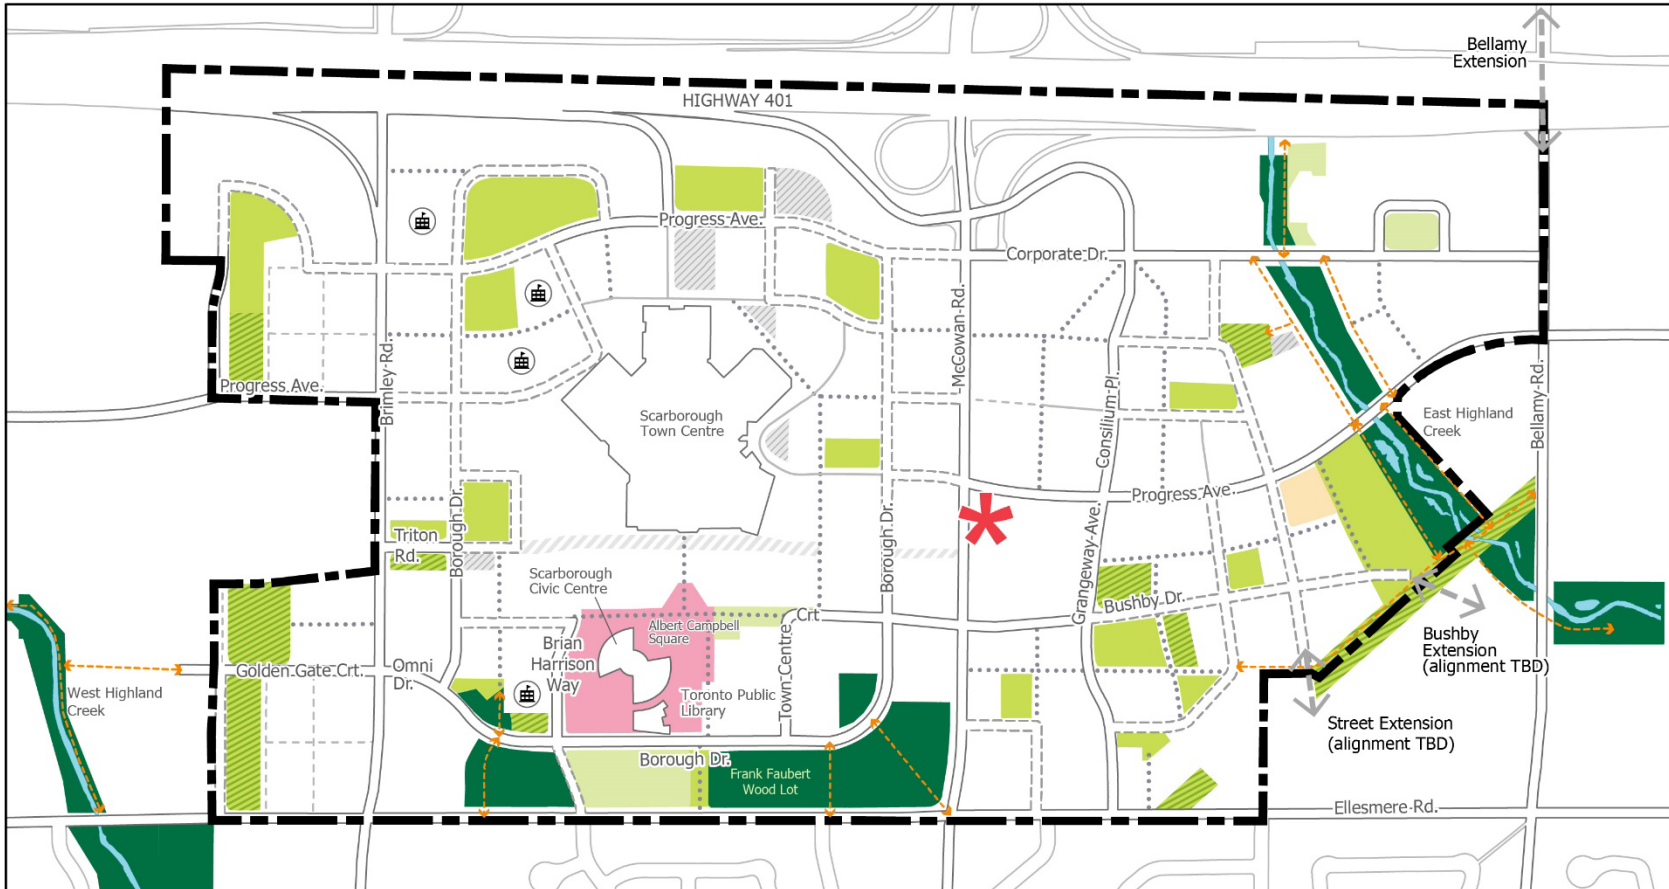 Bellamy
Extension
HIGHWAY 401
Progress Ave.
Corporate Dr.
McCowan Rd.
Brimley Rd.
Progress Ave.
Scarborough
Town Centre
Consilium Pl.
East Highland
Creek
Bellamy Rd.
Progress Ave.
Borough Dr.
Borough Dr.
Triton
Rd.
Grangeway Ave.
Scarborough
Civic Centre
Bushby Dr.
Crt
Albert Campbell
Square
Brian
Harrison
Way
Town Centre
Bushby
Extension
(alignment TBD)
Golden Gate Crt.
Omni
Dr.
West Highland
Creek
Toronto Public
Library
Street Extension
(alignment TBD)
Borough Dr.
Frank Faubert
Wood Lot
Ellesmere Rd.